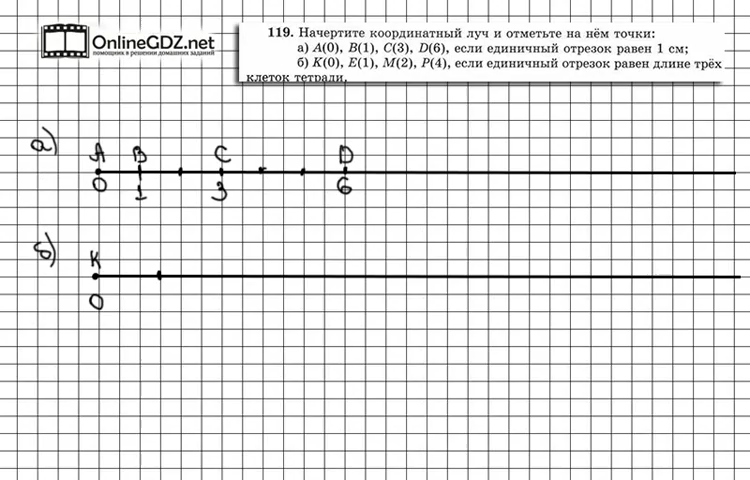 OnlineGDZ.net
помощник в решении домашних заданий
119. Начертите координатный луч и отметьте на нём точки:
а) A(0), B(1), C(3), D(6), если единичный отрезок равен 1 см;
б) K(0), E(1), M(2), P(4), если единичный отрезок равен длине трёх
клеток тетради.
а)
A B C D
0 1 3 6
б)
K
0